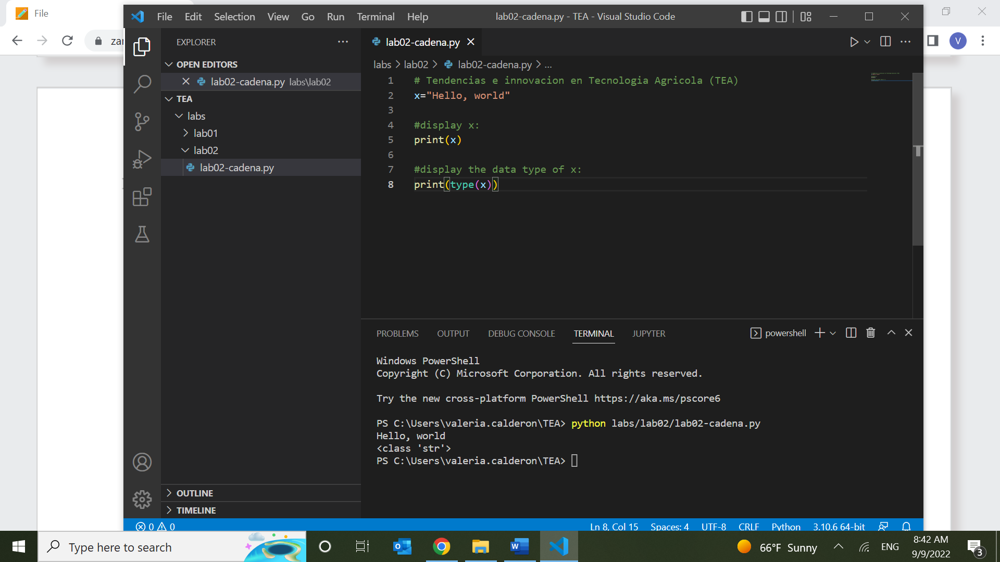 File
zar
File Edit Selection View Go Run Terminal Help
lab02-cadena.py - TEA - Visual Studio Code
V
EXPLORER
OPEN EDITORS
lab02-cadena.py labs\lab02
TEA
labs
lab01
lab02
lab02-cadena.py
OUTLINE
TIMELINE
lab02-cadena.py
labs > lab02 > lab02-cadena.py > ...
1 # Tendencias e innovacion en Tecnologia Agricola (TEA)
2 x="Hello, world"
3
4 #display x:
5 print(x)
6
7 #display the data type of x:
8 print(type(x))
PROBLEMS OUTPUT DEBUG CONSOLE TERMINAL JUPYTER
powershell
Windows PowerShell
Copyright (C) Microsoft Corporation. All rights reserved.
Try the new cross-platform PowerShell https://aka.ms/pscore6
PS C:\Users\valeria.calderon\TEA> python labs/lab02/lab02-cadena.py
Hello, world
<class 'str'>
PS C:\Users\valeria.calderon\TEA>
0 0
Ln 8, Col 15 Spaces: 4 UTF-8 CRLF Python 3.10.6 64-bit
Type here to search
66°F Sunny
ENG
8:42 AM
9/9/2022
3